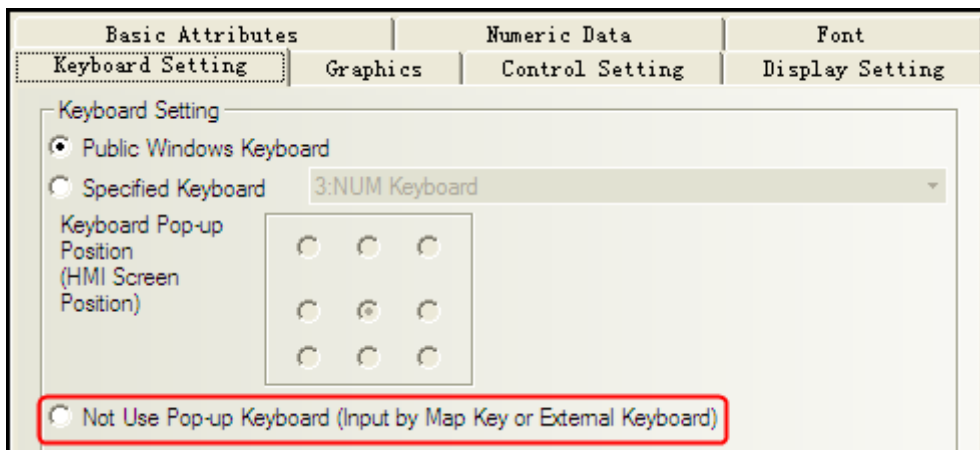 Basic Attributes
Numeric Data
Font
Keyboard Setting
Graphics
Control Setting
Display Setting
Keyboard Setting
Public Windows Keyboard
Specified Keyboard
3:NUM Keyboard
Keyboard Pop-up
Position
(HMI Screen
Position)
Not Use Pop-up Keyboard (Input by Map Key or External Keyboard)